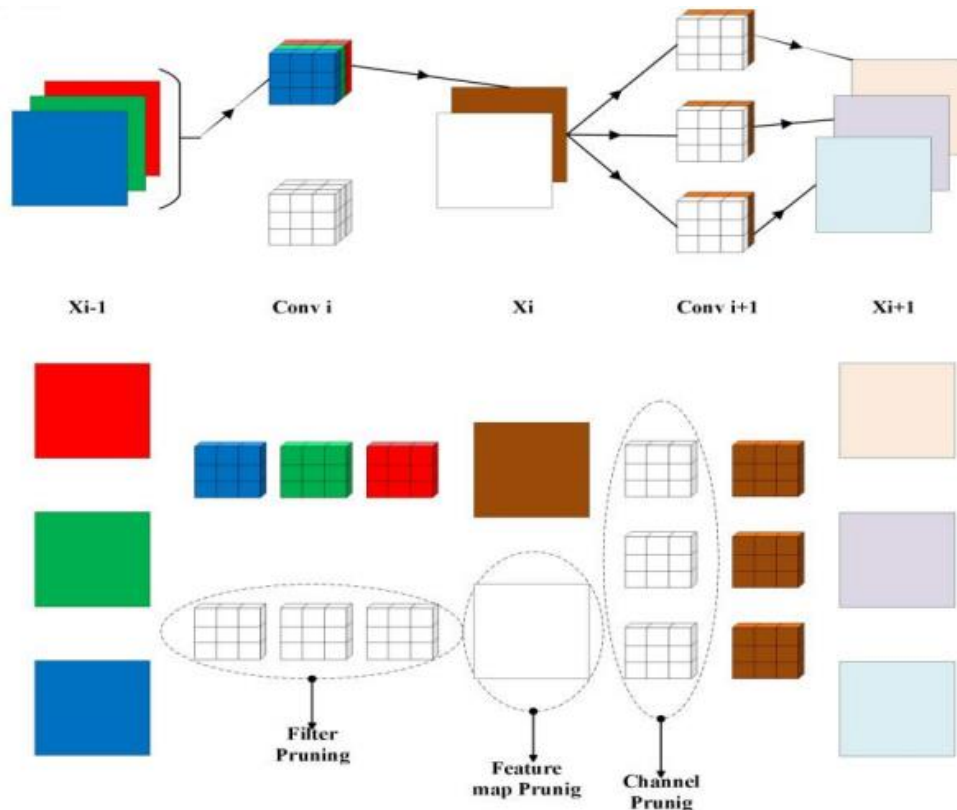 Xi-1
Conv i
Xi
Conv i+1
Xi+1
Filter
Pruning
Feature
map Prunig
Channel
Prunig